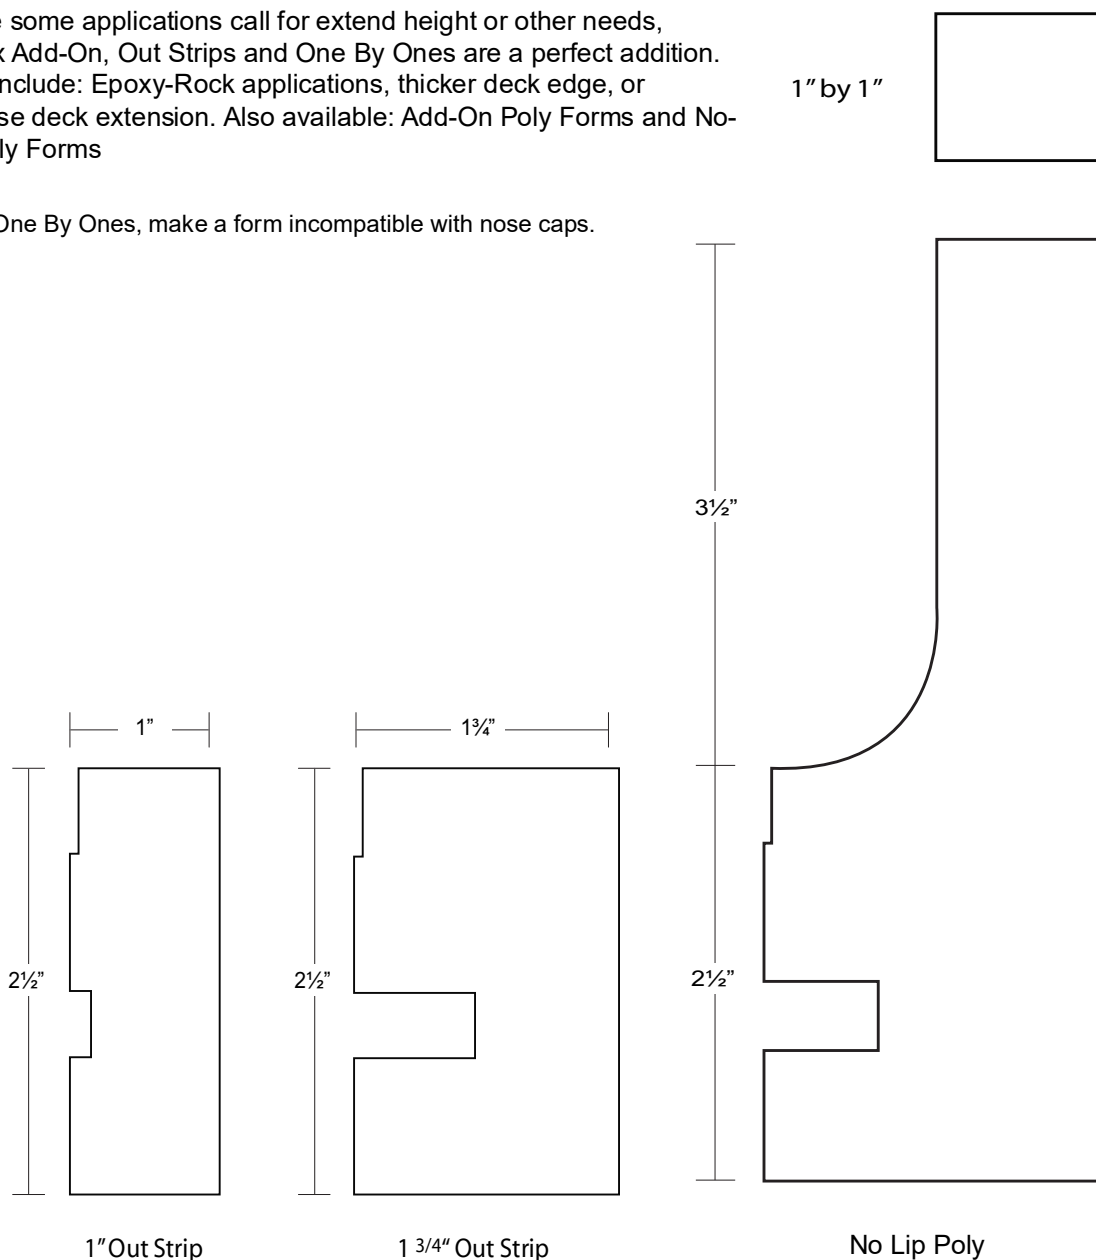 some applications call for extend height or other needs,
Add-On, Out Strips and One By Ones are a perfect addition.
nclude: Epoxy-Rock applications, thicker deck edge, or
se deck extension. Also available: Add-On Poly Forms and No-
ly Forms
One By Ones, make a form incompatible with nose caps.
1” by 1”
3½”
1”
1¾”
2½”
2½”
2½”
1” Out Strip
1 3/4“ Out Strip
No Lip Poly